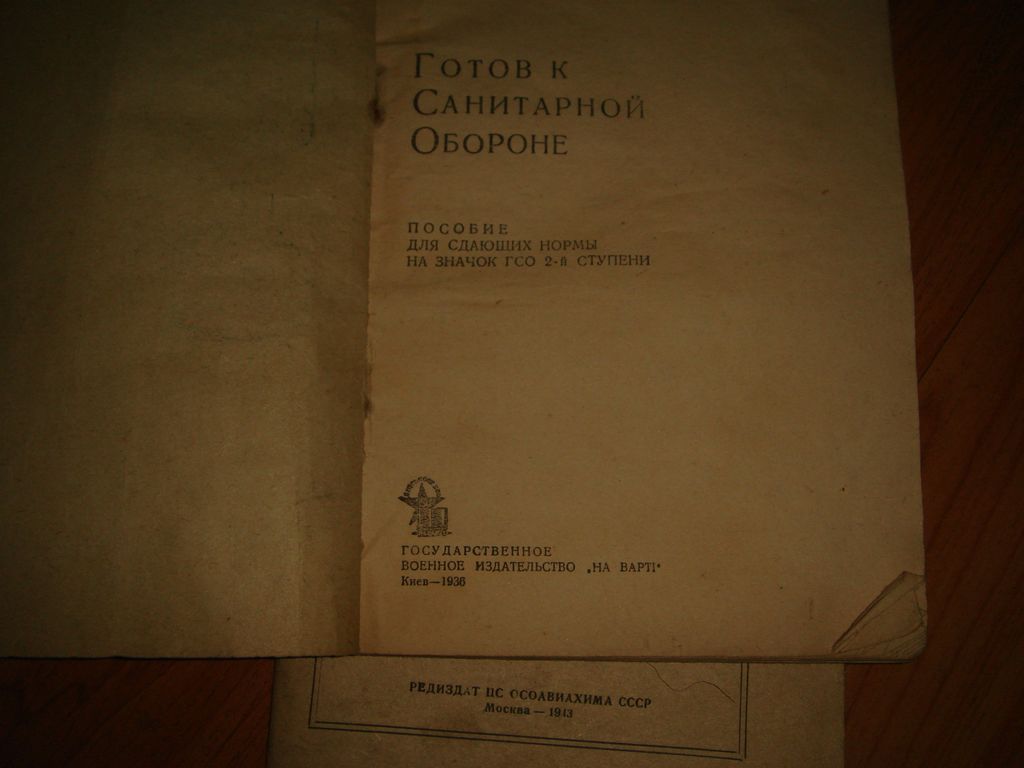 Готов к
Санитарной
Обороне
ПОСОБИЕ
ДЛЯ СДАЮЩИХ НОРМЫ
НА ЗНАЧОК ГСО 2-й СТУПЕНИ
ГОСУДАРСТВЕННОЕ
ВОЕННОЕ ИЗДАТЕЛЬСТВО „НА ВАРТІ“
Киев—1936
РЕДИЗДАТ ЦС ОСОАВИАХИМА СССР
Москва — 1943